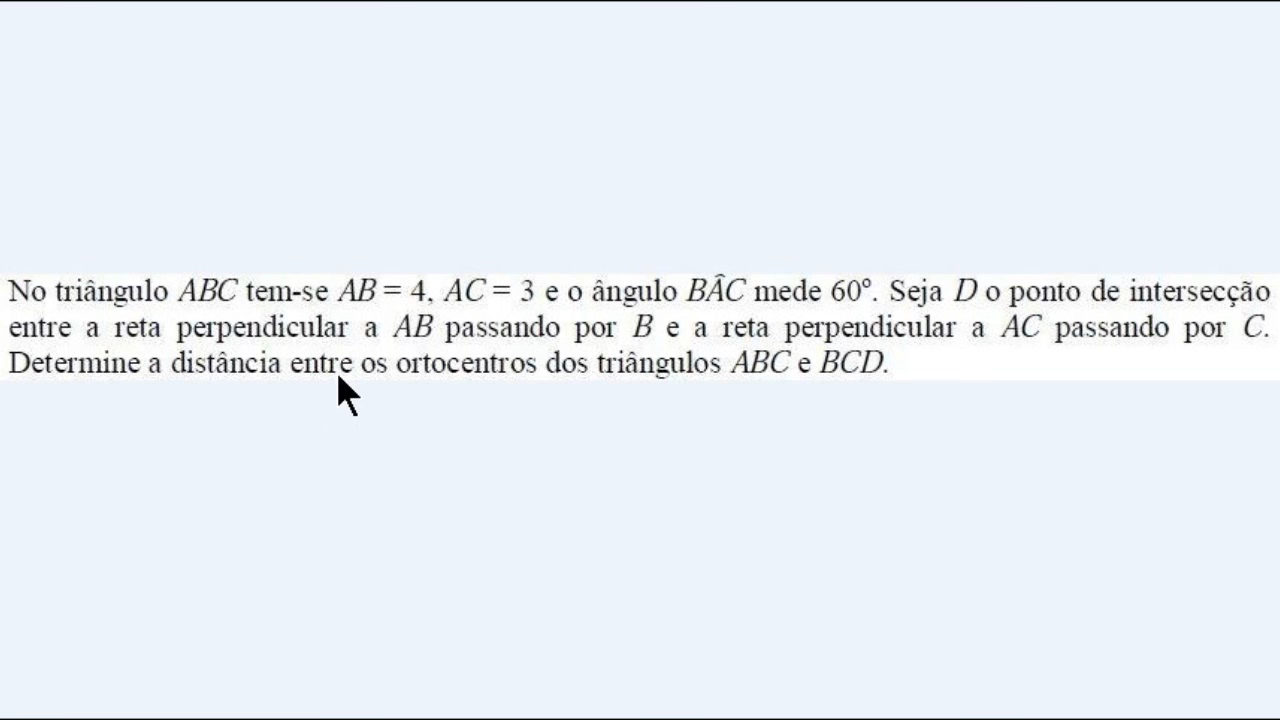 No triângulo ABC tem-se AB = 4, AC = 3 e o ângulo BÂC mede 60º. Seja D o ponto de intersecção
entre a reta perpendicular a AB passando por B e a reta perpendicular a AC passando por C.
Determine a distância entre os ortocentros dos triângulos ABC e BCD.